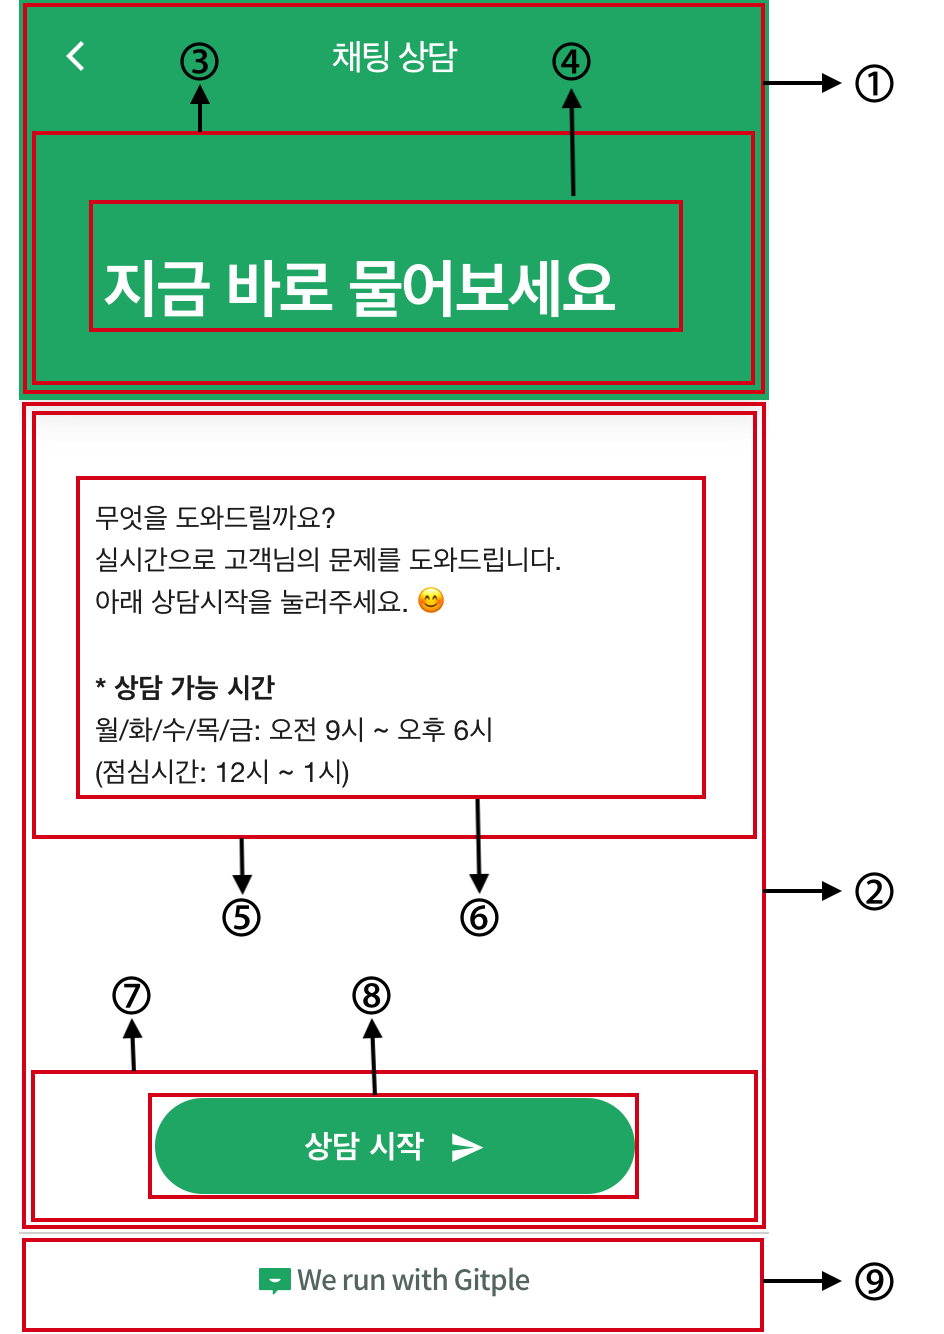 ③ 채팅 상담 ④ ①
지금 바로 물어보세요
무엇을 도와드릴까요?
실시간으로 고객님의 문제를 도와드립니다.
아래 상담시작을 눌러주세요. 😊
* 상담 가능 시간
월/화/수/목/금: 오전 9시 ~ 오후 6시
(점심시간: 12시 ~ 1시)
②
⑤ ⑥
⑦ ⑧
상담 시작
We run with Gitple ⑨